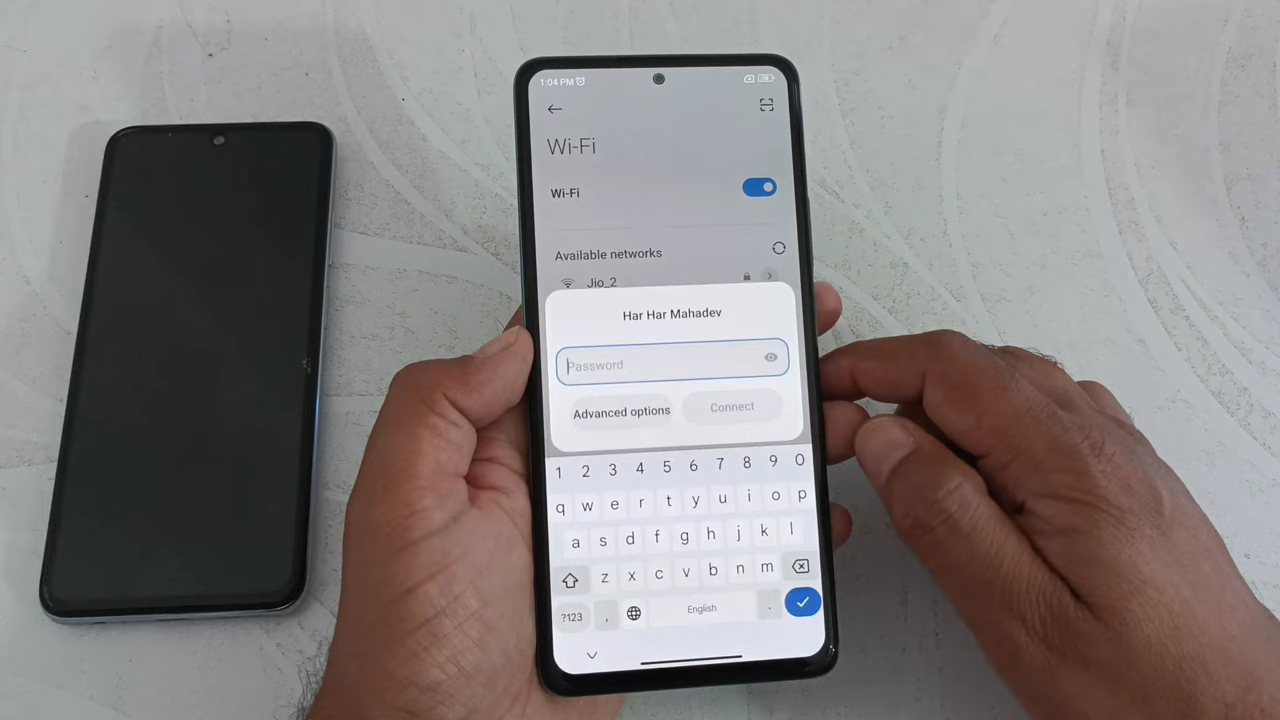 1:04 PM
Wi-Fi
Wi-Fi
Available networks
Jio_2
Har Har Mahadev
Password
Advanced options
Connect
1 2 3 4 5 6 7 8 9 0
q w e r t y u i o p
a s d f g h j k l
z x c v b n m
?123 , English .